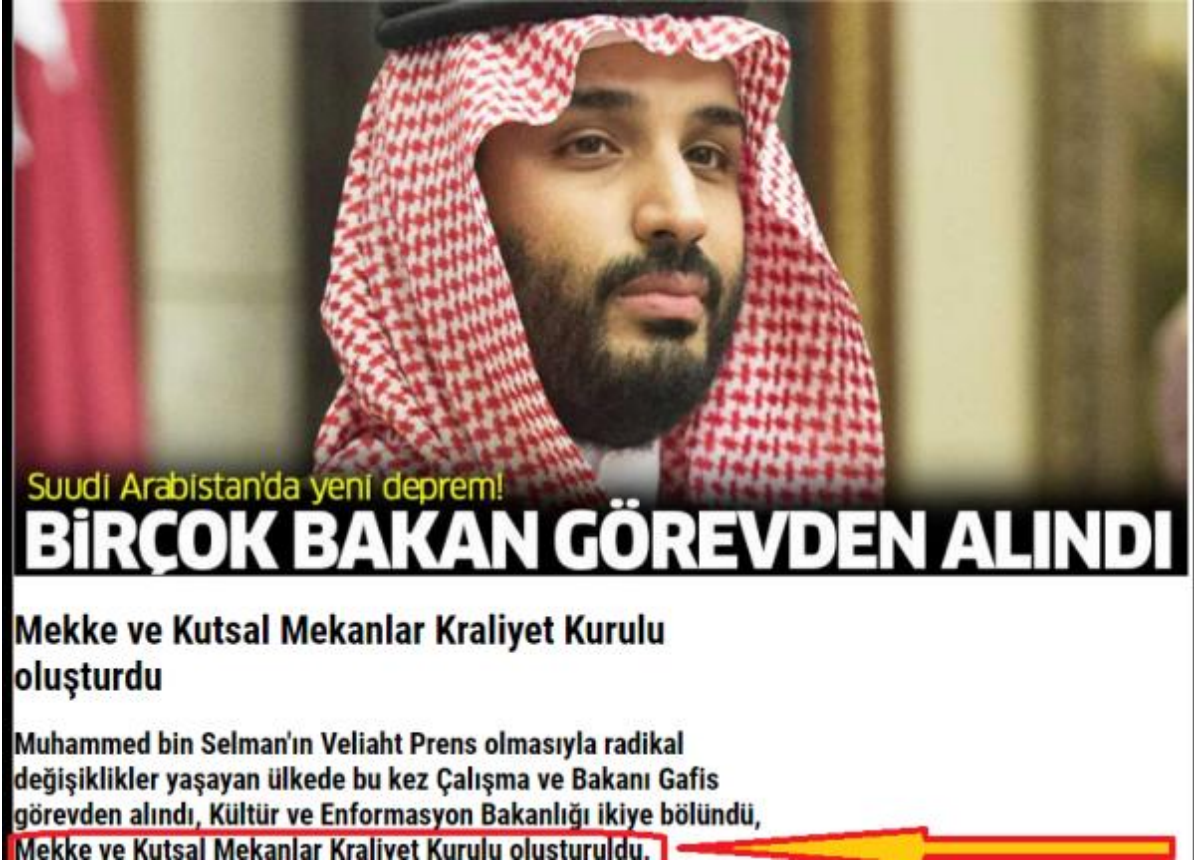 Suudi Arabistan'da yeni deprem!
BİRÇOK BAKAN GÖREVDEN ALINDI
Mekke ve Kutsal Mekanlar Kraliyet Kurulu
oluşturdu
Muhammed bin Selman'ın Veliaht Prens olmasıyla radikal
değişiklikler yaşayan ülkede bu kez Çalışma ve Bakanı Gafis
görevden alındı, Kültür ve Enformasyon Bakanlığı ikiye bölündü,
Mekke ve Kutsal Mekanlar Kraliyet Kurulu oluşturuldu.